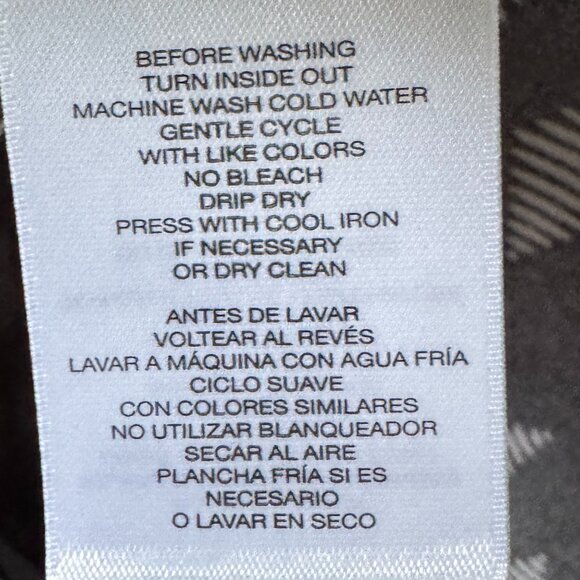 BEFORE WASHING
TURN INSIDE OUT
MACHINE WASH COLD WATER
GENTLE CYCLE
WITH LIKE COLORS
NO BLEACH
DRIP DRY
PRESS WITH COOL IRON
IF NECESSARY
OR DRY CLEAN
ANTES DE LAVAR
VOLTEAR AL REVÉS
LAVAR A MÁQUINA CON AGUA FRÍA
CICLO SUAVE
CON COLORES SIMILARES
NO UTILIZAR BLANQUEADOR
SECAR AL AIRE
PLANCHA FRÍA SI ES
NECESARIO
O LAVAR EN SECO